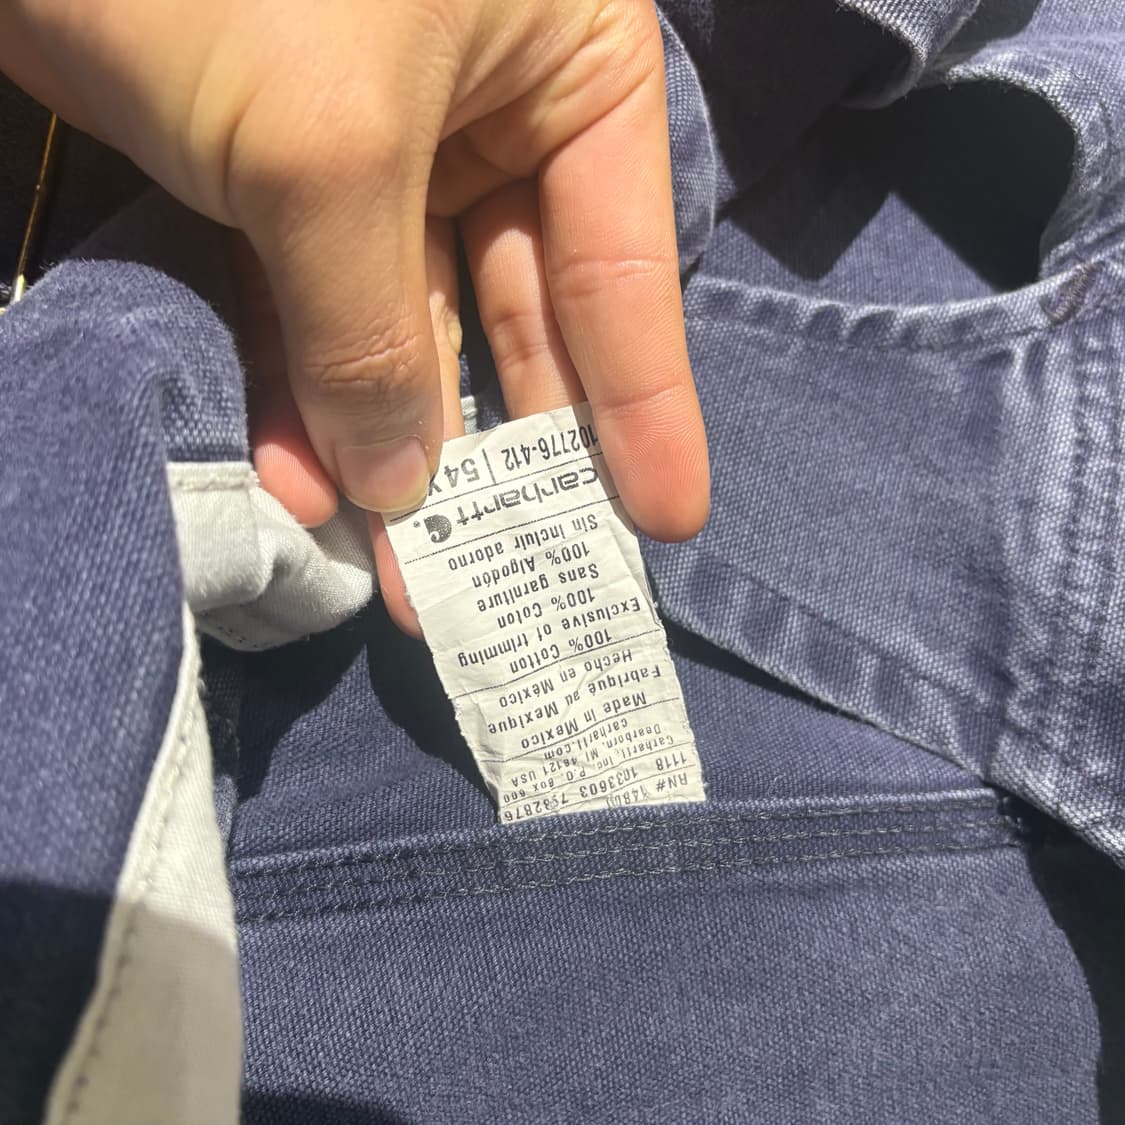 RN# 14806
1118 1033603 7932876
Carhartt, Inc., P.O. Box 600
Dearborn, MI 48121 USA
carhartt.com
Made in Mexico
Fabriqué au Mexique
Hecho en México
100% Cotton
Exclusive of trimming
100% Coton
Sans garniture
100% Algodón
Sin incluir adorno
carhartt
102776-412 | 54 X